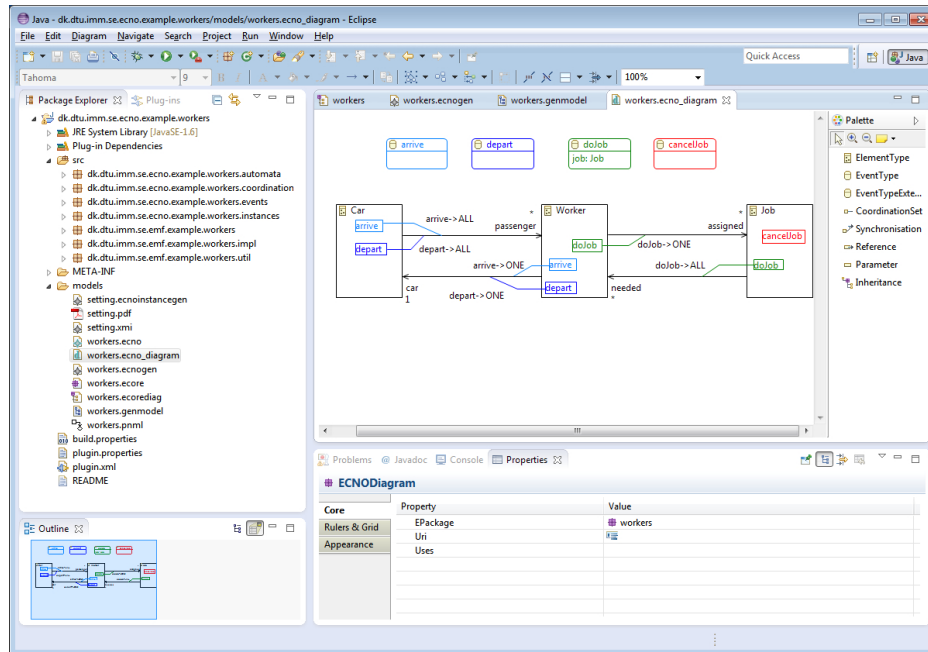 Java - dk.dtu.imm.se.ecno.example.workers/models/workers.ecno_diagram - Eclipse
File Edit Diagram Navigate Search Project Run Window Help
Quick Access
Java
Tahoma 9 B I A 100%
Package Explorer Plug-ins
dk.dtu.imm.se.ecno.example.workers
JRE System Library [JavaSE-1.6]
Plug-in Dependencies
src
dk.dtu.imm.se.ecno.example.workers.automata
dk.dtu.imm.se.ecno.example.workers.coordination
dk.dtu.imm.se.ecno.example.workers.events
dk.dtu.imm.se.ecno.example.workers.instances
dk.dtu.imm.se.emf.example.workers
dk.dtu.imm.se.emf.example.workers.impl
dk.dtu.imm.se.emf.example.workers.util
META-INF
models
setting.ecnoinstancegen
setting.pdf
setting.xmi
workers.ecno
workers.ecno_diagram
workers.ecnogen
workers.ecore
workers.ecorediag
workers.genmodel
workers.pnml
build.properties
plugin.properties
plugin.xml
README
Outline
workers workers.ecnogen workers.genmodel workers.ecno_diagram
arrive depart doJob cancelJob
job: Job
Car * Worker * Job
arrive->ALL
arrive passenger assigned cancelJob
depart depart->ALL doJob doJob->ONE
arrive->ONE arrive doJob->ALL doJob
car depart->ONE depart needed
1 *
Palette
ElementType
EventType
EventTypeExte...
CoordinationSet
Synchronisation
Reference
Parameter
Inheritance
Problems Javadoc Console Properties
ECNODiagram
Core
Rulers & Grid
Appearance
Property Value
EPackage workers
Uri
Uses